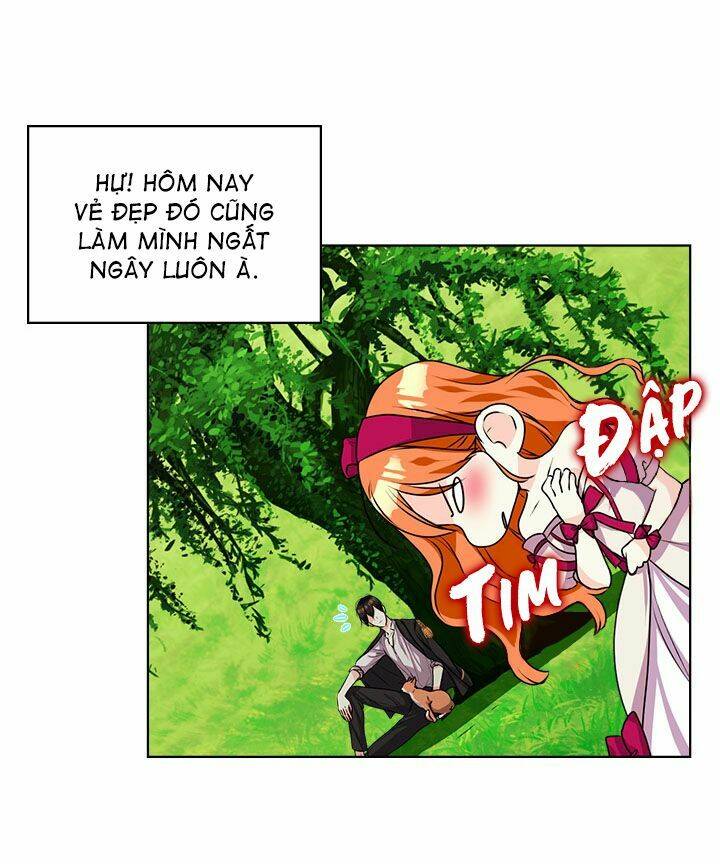 HỰ! HÔM NAY
VẺ ĐẸP ĐÓ CŨNG
LÀM MÌNH NGẤT
NGÂY LUÔN À.
ĐẬP
TIM